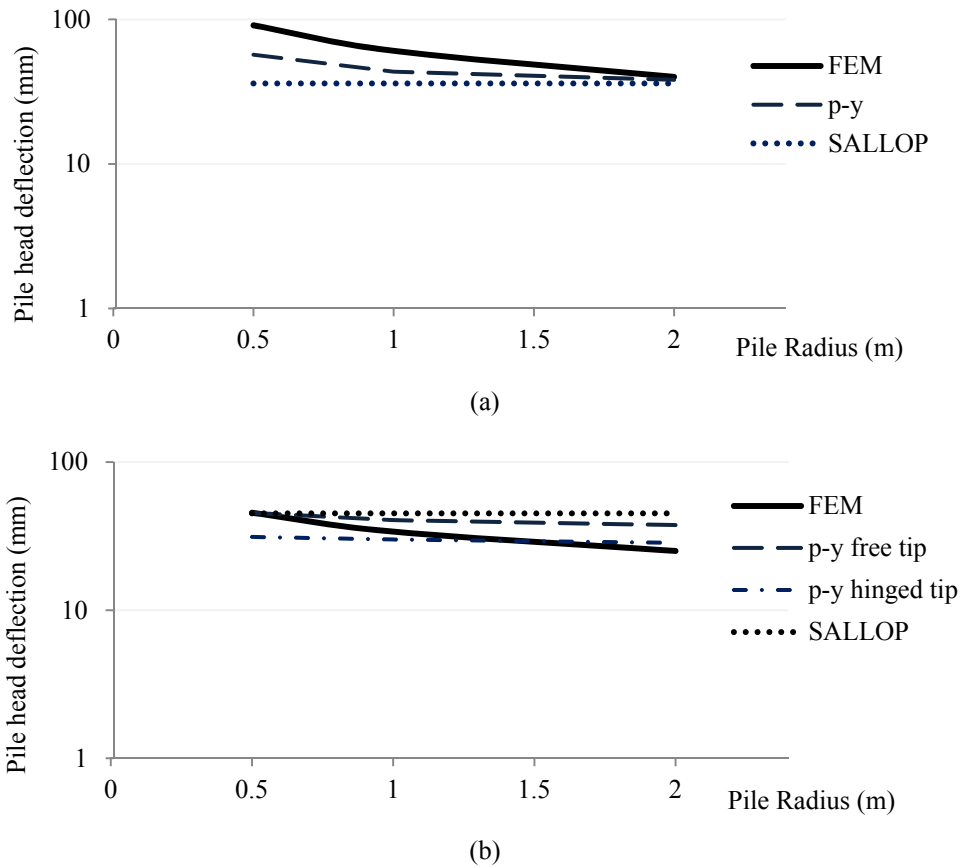 100
10
1
Pile head deflection (mm)
0
0.5
1
1.5
2
Pile Radius (m)
FEM
p-y
SALLOP
(a)
100
10
1
Pile head deflection (mm)
0
0.5
1
1.5
2
Pile Radius (m)
FEM
p-y free tip
p-y hinged tip
SALLOP
(b)